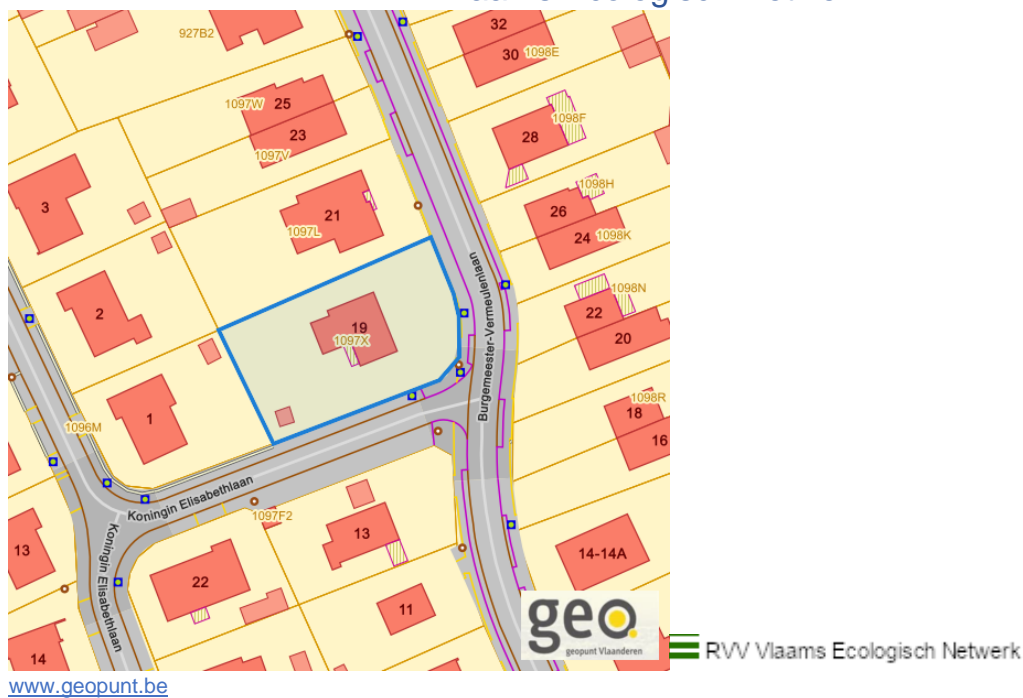 927B2
32
30 1098E
1097W 25
23
1097V
1098F
28
3
21
1097L
1098H
26
24 1098K
2
19
1097X
Burgemeester-Vermeulenlaan
1098N
22
20
1
1096M
1098R
18
16
Koningin Elisabethlaan
1097F2
13
13
Koningin Elisabethlaan
22
14-14A
11
14
geo.
geopunt Vlaanderen
RVV Vlaams Ecologisch Netwerk
www.geopunt.be